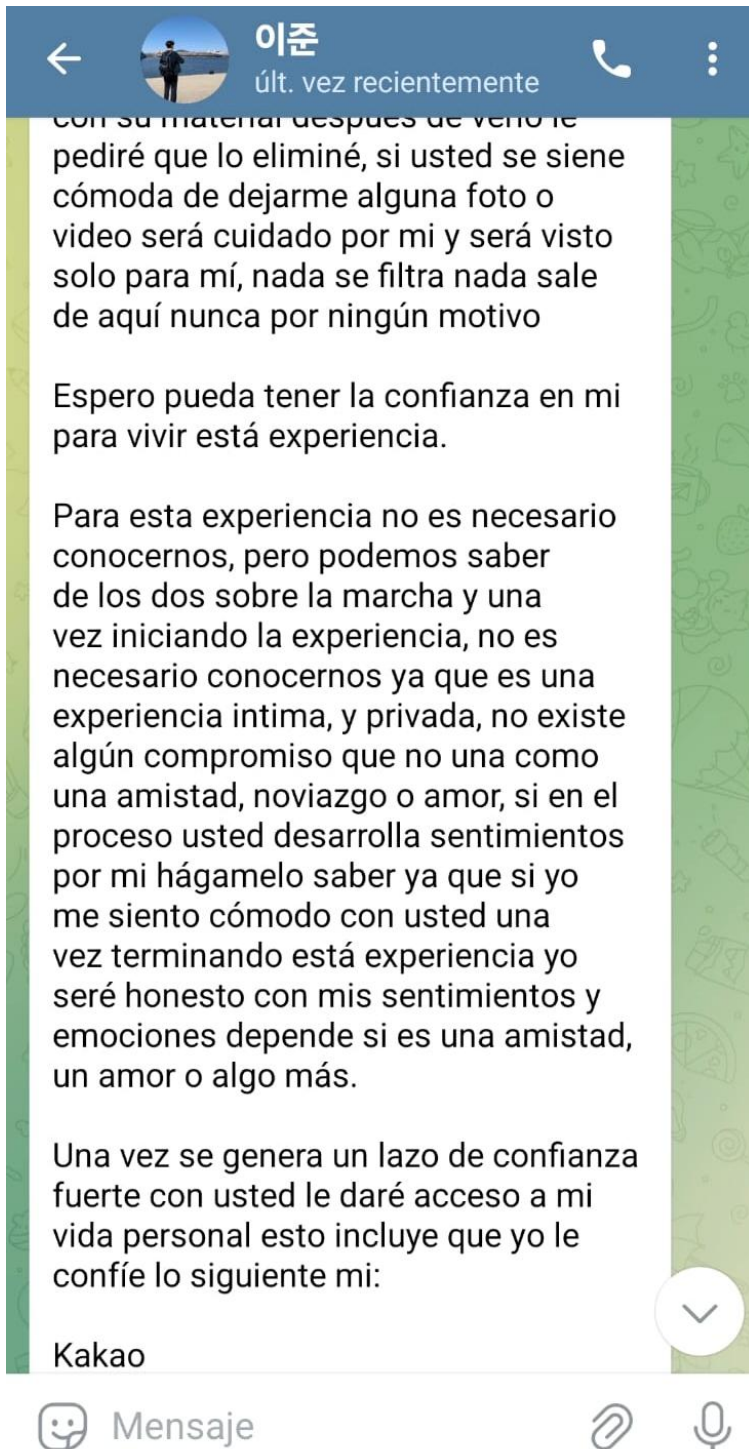 이준
últ. vez recientemente
con su material después de verlo le
pediré que lo eliminé, si usted se siene
cómoda de dejarme alguna foto o
video será cuidado por mi y será visto
solo para mí, nada se filtra nada sale
de aquí nunca por ningún motivo
Espero pueda tener la confianza en mi
para vivir está experiencia.
Para esta experiencia no es necesario
conocernos, pero podemos saber
de los dos sobre la marcha y una
vez iniciando la experiencia, no es
necesario conocernos ya que es una
experiencia intima, y privada, no existe
algún compromiso que no una como
una amistad, noviazgo o amor, si en el
proceso usted desarrolla sentimientos
por mi hágamelo saber ya que si yo
me siento cómodo con usted una
vez terminando está experiencia yo
seré honesto con mis sentimientos y
emociones depende si es una amistad,
un amor o algo más.
Una vez se genera un lazo de confianza
fuerte con usted le daré acceso a mi
vida personal esto incluye que yo le
confíe lo siguiente mi:
Kakao
Mensaje